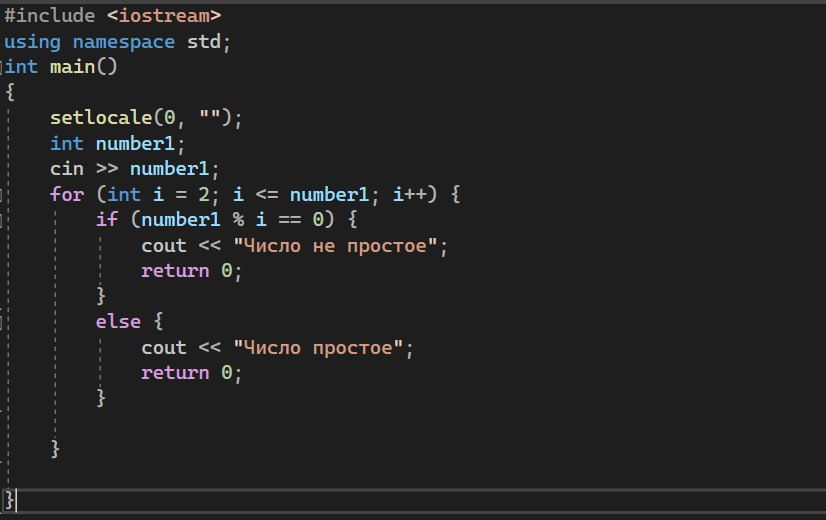 #include <iostream>
using namespace std;
int main()
{
setlocale(0, "");
int number1;
cin >> number1;
for (int i = 2; i <= number1; i++) {
if (number1 % i == 0) {
cout << "Число не простое";
return 0;
}
else {
cout << "Число простое";
return 0;
}
}
}